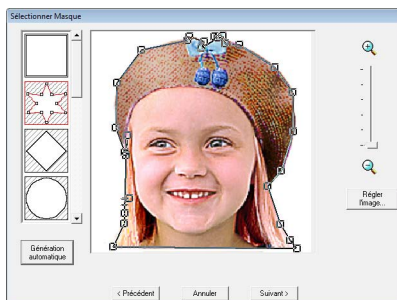 Sélectionner Masque
Génération
automatique
Régler
l'image...
< Précédent
Annuler
Suivant >